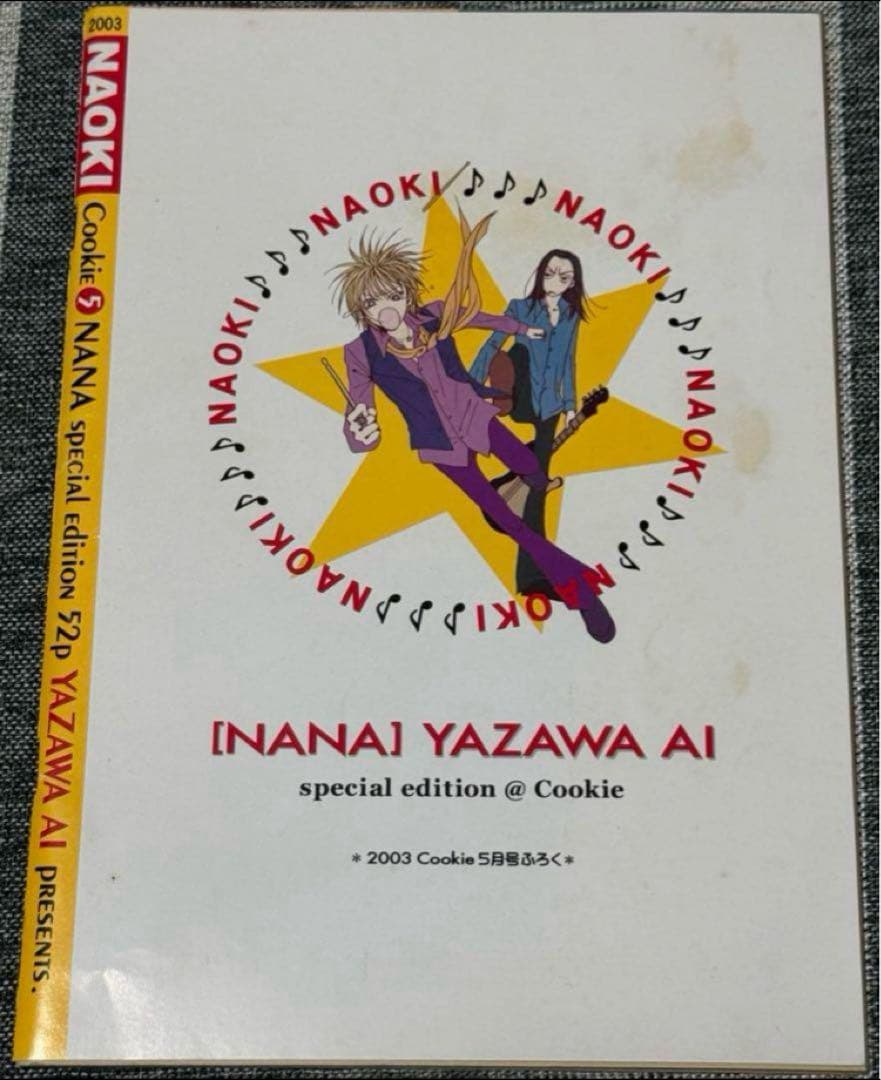 2003
NAOKI
Cookie 5 NANA special edition 52p YAZAWA AI presents.
NAOKI♪♪♪NAOKI♪♪♪NAOKI♪♪♪NAOKI♪♪♪NAOKI♪♪♪NAOKI♪♪♪
[NANA] YAZAWA AI
special edition @ Cookie
*2003 Cookie 5月号ふろく*